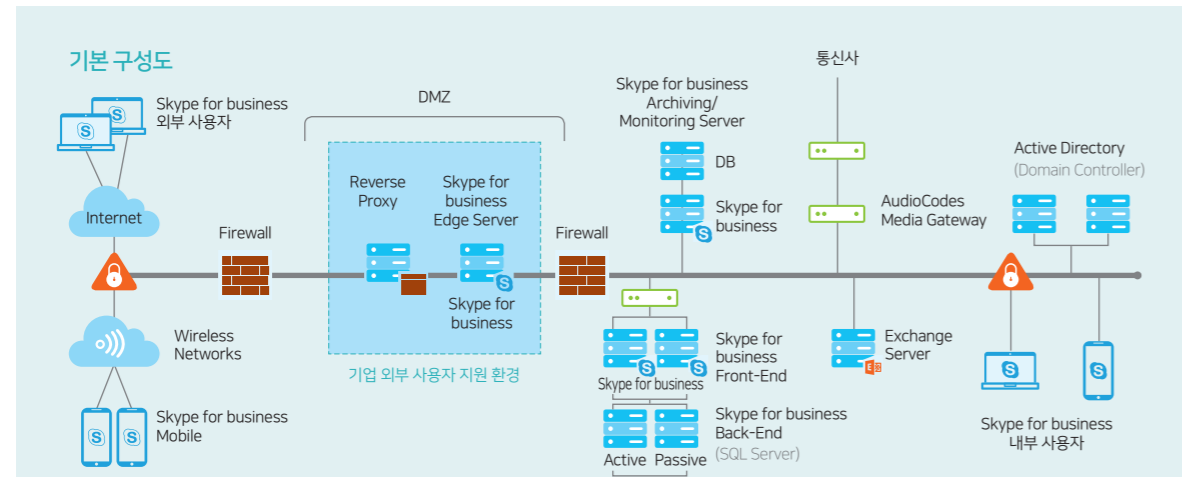 기본 구성도
Skype for business
외부 사용자
Internet
Wireless
Networks
Skype for business
Mobile
Firewall
DMZ
Reverse
Proxy
Skype for
business
Edge Server
Skype for
business
기업 외부 사용자 지원 환경
Firewall
Skype for business
Archiving/
Monitoring Server
DB
Skype for
business
Skype for
business
Front-End
Skype for business
Skype for business
Back-End
(SQL Server)
Active Passive
통신사
AudioCodes
Media Gateway
Exchange
Server
Active Directory
(Domain Controller)
Skype for business
내부 사용자